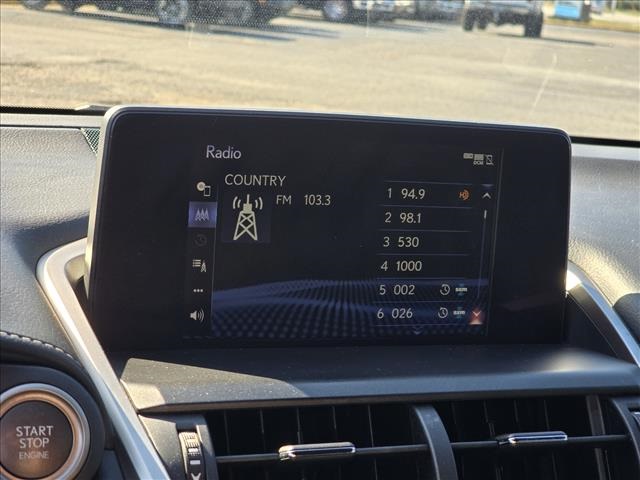 Radio
DCM
COUNTRY
FM 103.3
1 94.9
2 98.1
3 530
4 1000
5 002
6 026
START
STOP
ENGINE